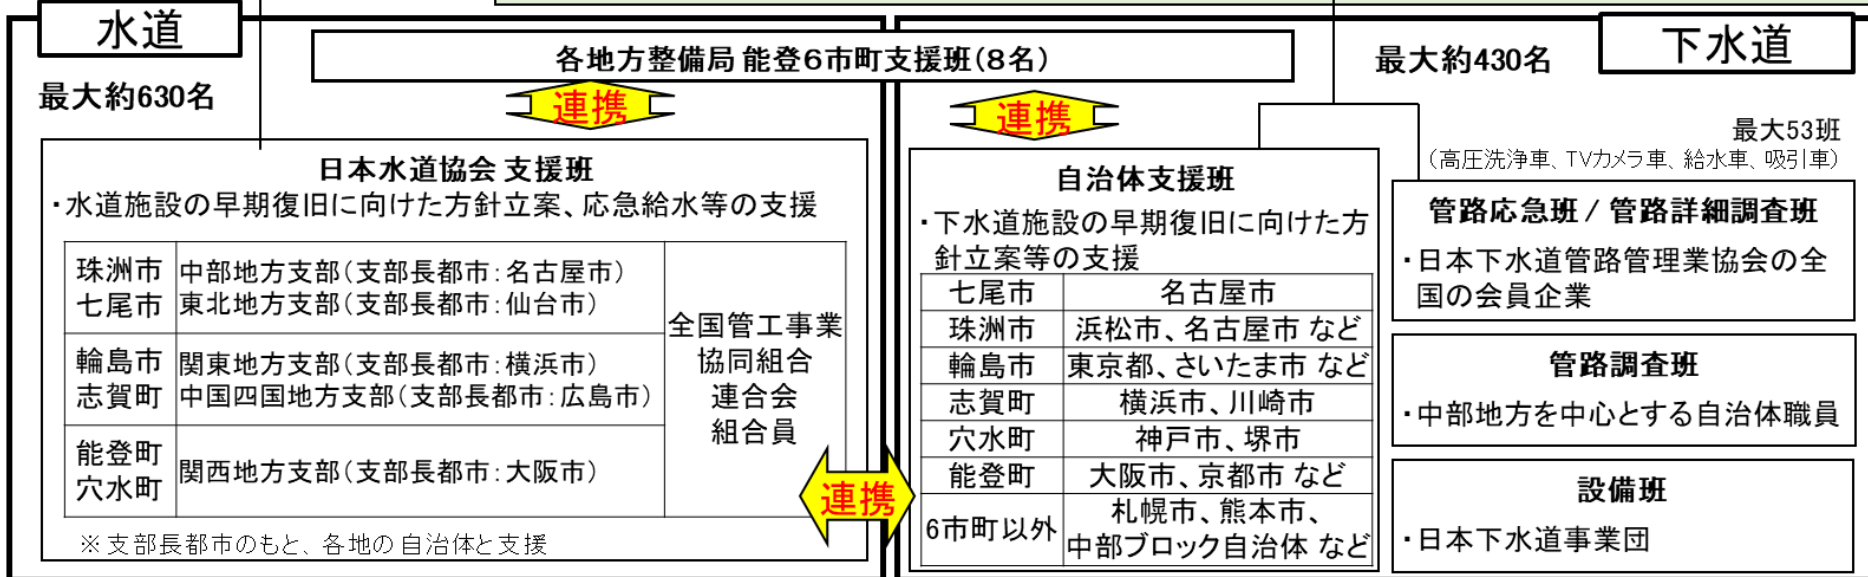 水道
最大約630名
各地方整備局 能登6市町支援班(8名)
最大約430名
下水道
連携
連携
日本水道協会 支援班
・水道施設の早期復旧に向けた方針立案、応急給水等の支援
珠洲市 中部地方支部(支部長都市:名古屋市)
七尾市 東北地方支部(支部長都市:仙台市)
輪島市 関東地方支部(支部長都市:横浜市)
志賀町 中国四国地方支部(支部長都市:広島市)
能登町
穴水町
関西地方支部(支部長都市:大阪市)
全国管工事業
協同組合
連合会
組合員
※支部長都市のもと、各地の自治体と支援
連携
自治体支援班
・下水道施設の早期復旧に向けた方
針立案等の支援
七尾市 名古屋市
珠洲市 浜松市、名古屋市 など
輪島市 東京都、さいたま市 など
志賀町 横浜市、川崎市
穴水町 神戸市、堺市
能登町 大阪市、京都市 など
6市町以外 札幌市、熊本市、
中部ブロック自治体 など
最大53班
(高圧洗浄車、TVカメラ車、給水車、吸引車)
管路応急班 / 管路詳細調査班
・日本下水道管路管理業協会の全
国の会員企業
管路調査班
・中部地方を中心とする自治体職員
設備班
・日本下水道事業団